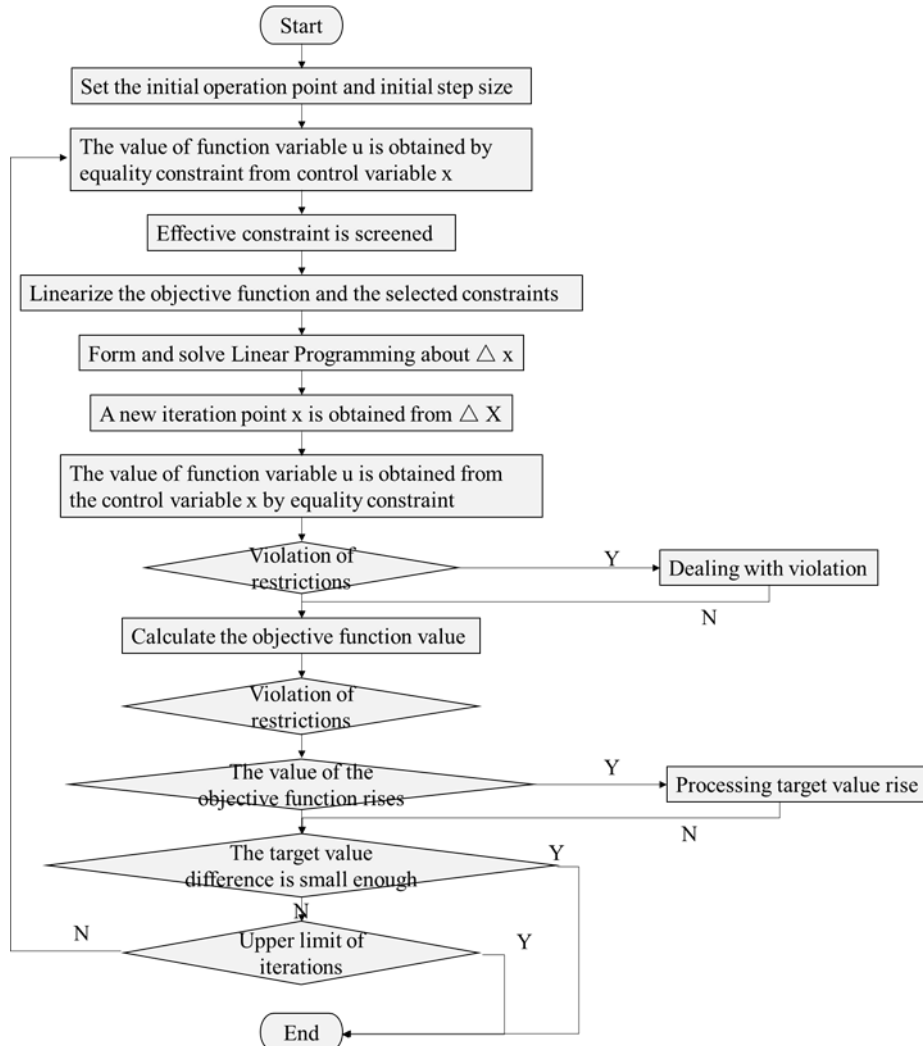 Start
Set the initial operation point and initial step size
The value of function variable u is obtained by
equality constraint from control variable x
Effective constraint is screened
Linearize the objective function and the selected constraints
Form and solve Linear Programming about △ x
A new iteration point x is obtained from △ X
The value of function variable u is obtained from
the control variable x by equality constraint
Violation of
restrictions
Y
Dealing with violation
N
Calculate the objective function value
Violation of
restrictions
The value of the
objective function rises
Y
Processing target value rise
N
The target value
difference is small enough
Y
N
Upper limit of
iterations
N
Y
End